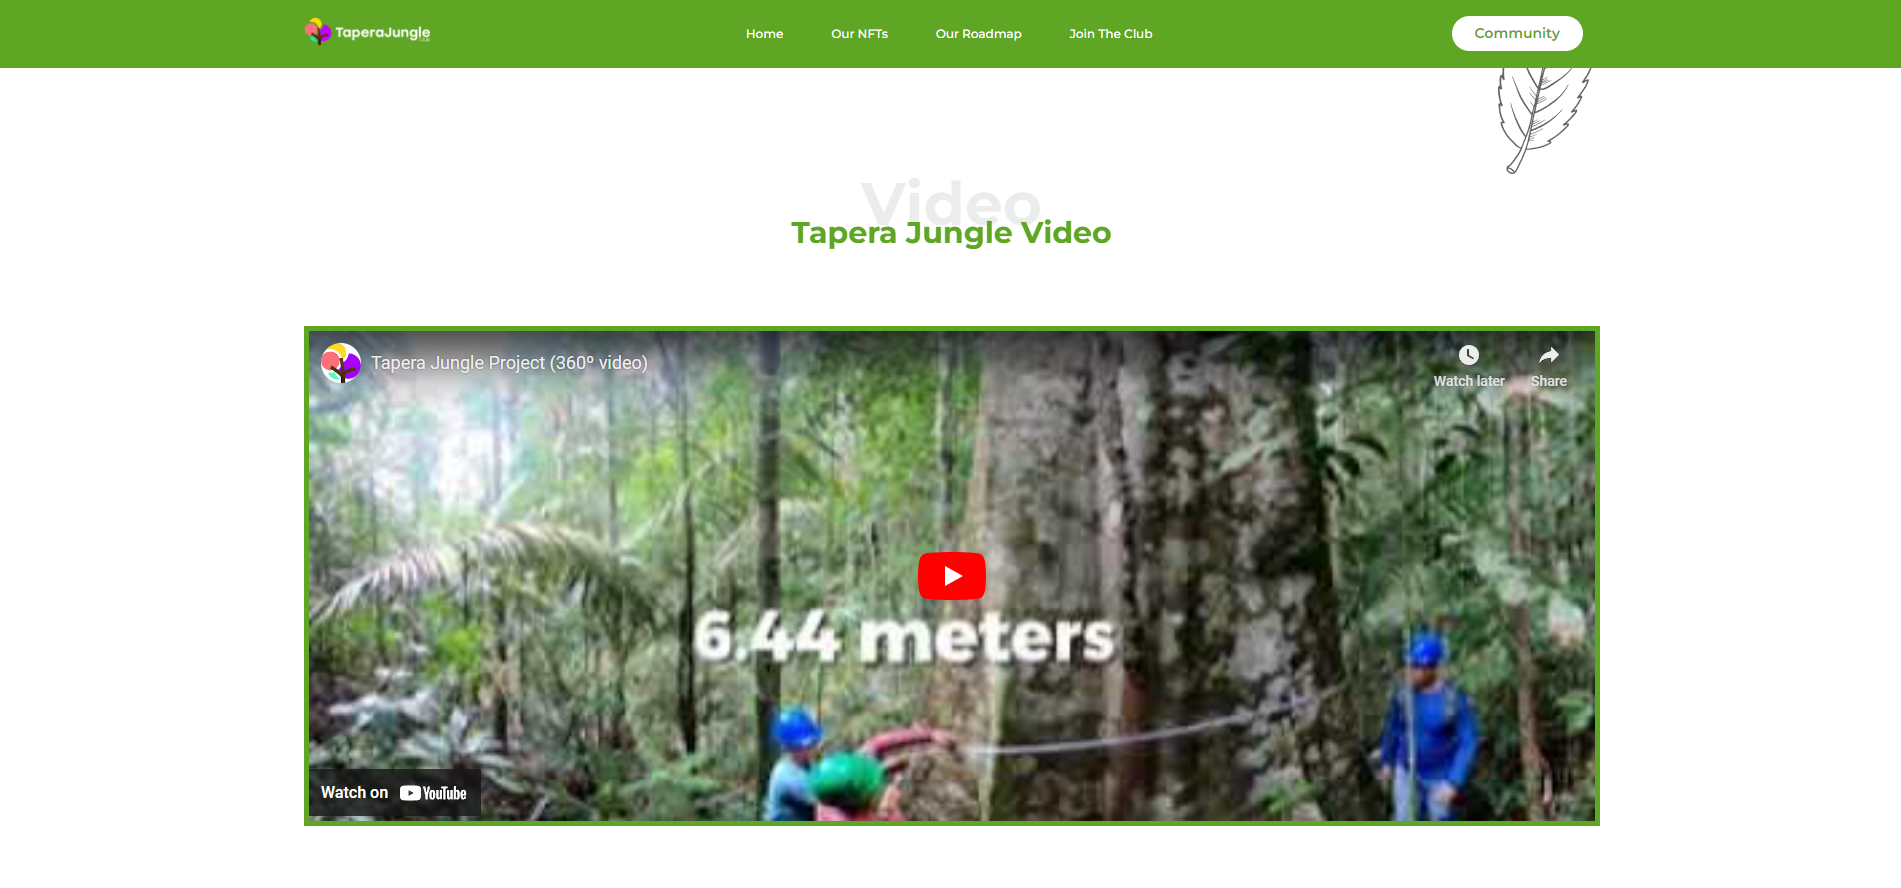 TaperaJungle
Home
Our NFTs
Our Roadmap
Join The Club
Community
Video
Tapera Jungle Video
Tapera Jungle Project (360º video)
Watch later
Share
6.44 meters
Watch on YouTube